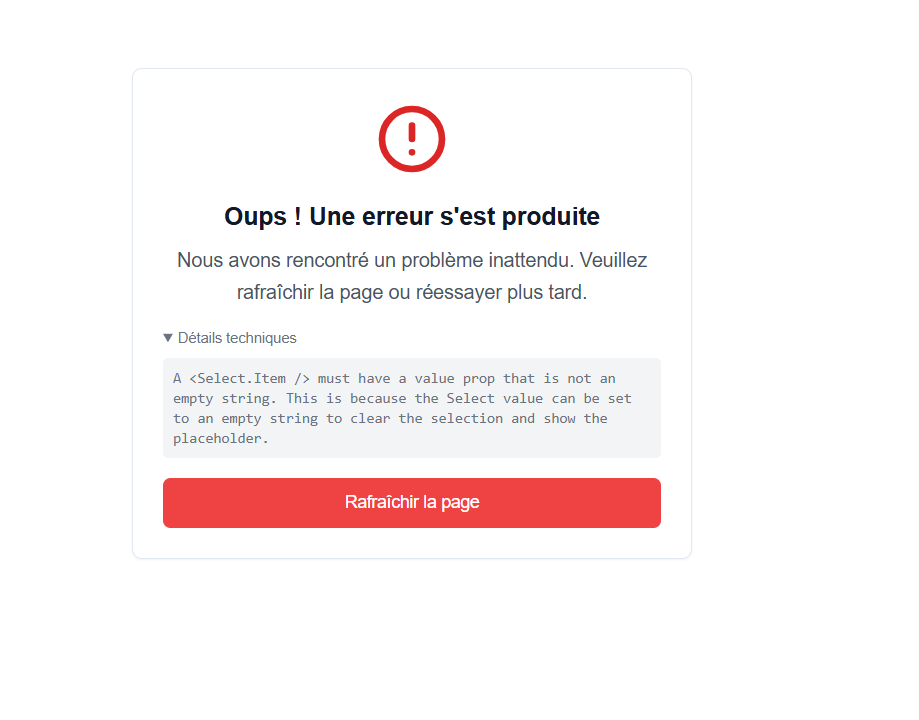 Oups ! Une erreur s'est produite
Nous avons rencontré un problème inattendu. Veuillez
rafraîchir la page ou réessayer plus tard.
▼ Détails techniques
A <Select.Item /> must have a value prop that is not an
empty string. This is because the Select value can be set
to an empty string to clear the selection and show the
placeholder.
Rafraîchir la page